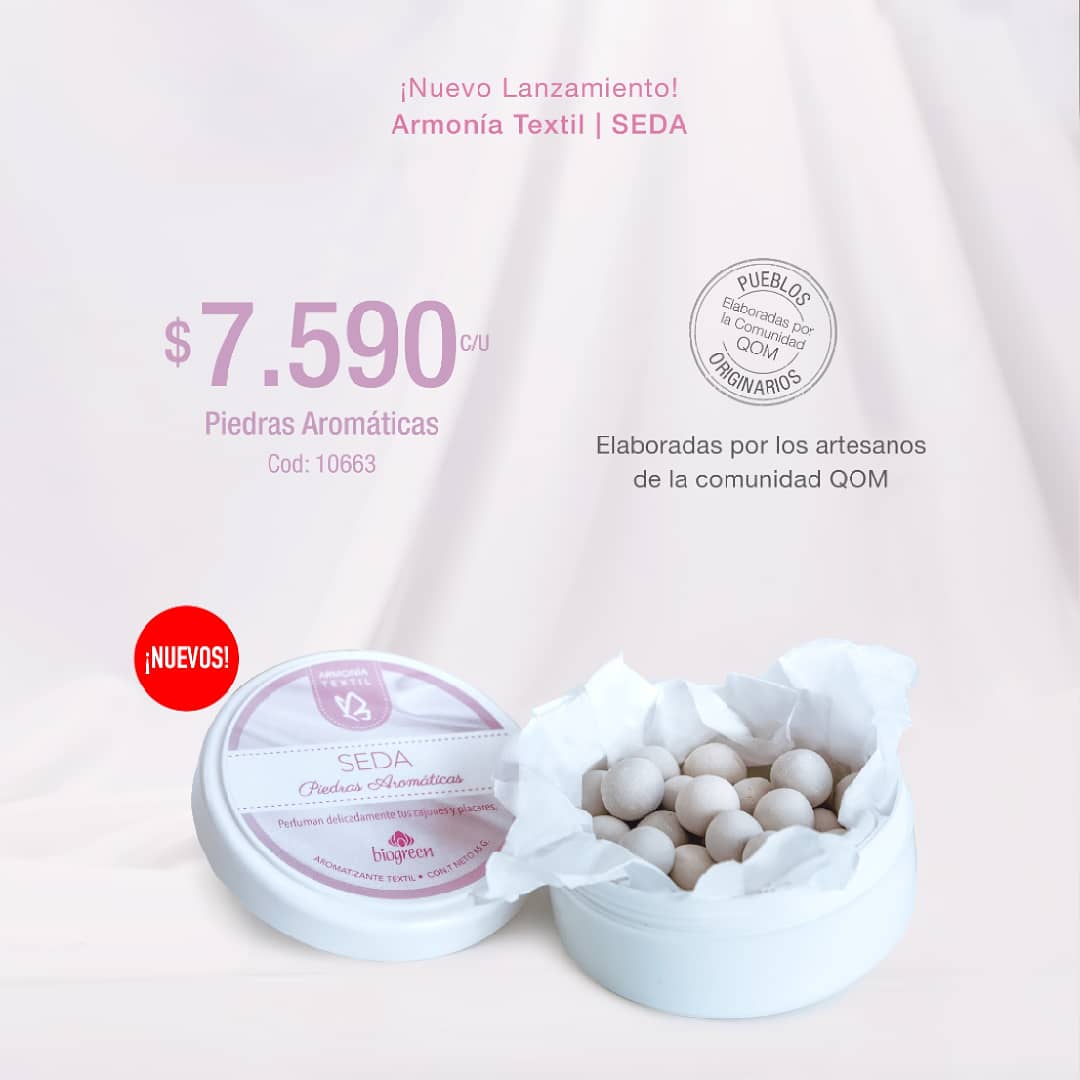 ¡Nuevo Lanzamiento!
Armonía Textil | SEDA
$7.590 C/U
Piedras Aromáticas
Cod: 10663
PUEBLOS
Elaboradas por
la Comunidad
QOM
ORIGINARIOS
Elaboradas por los artesanos
de la comunidad QOM
¡NUEVOS!
ARMONÍA
TEXTIL
SEDA
Piedras Aromáticas
Perfuman delicadamente tus cajones y placares.
biogreen
AROMATIZANTE TEXTIL • CONT NETO